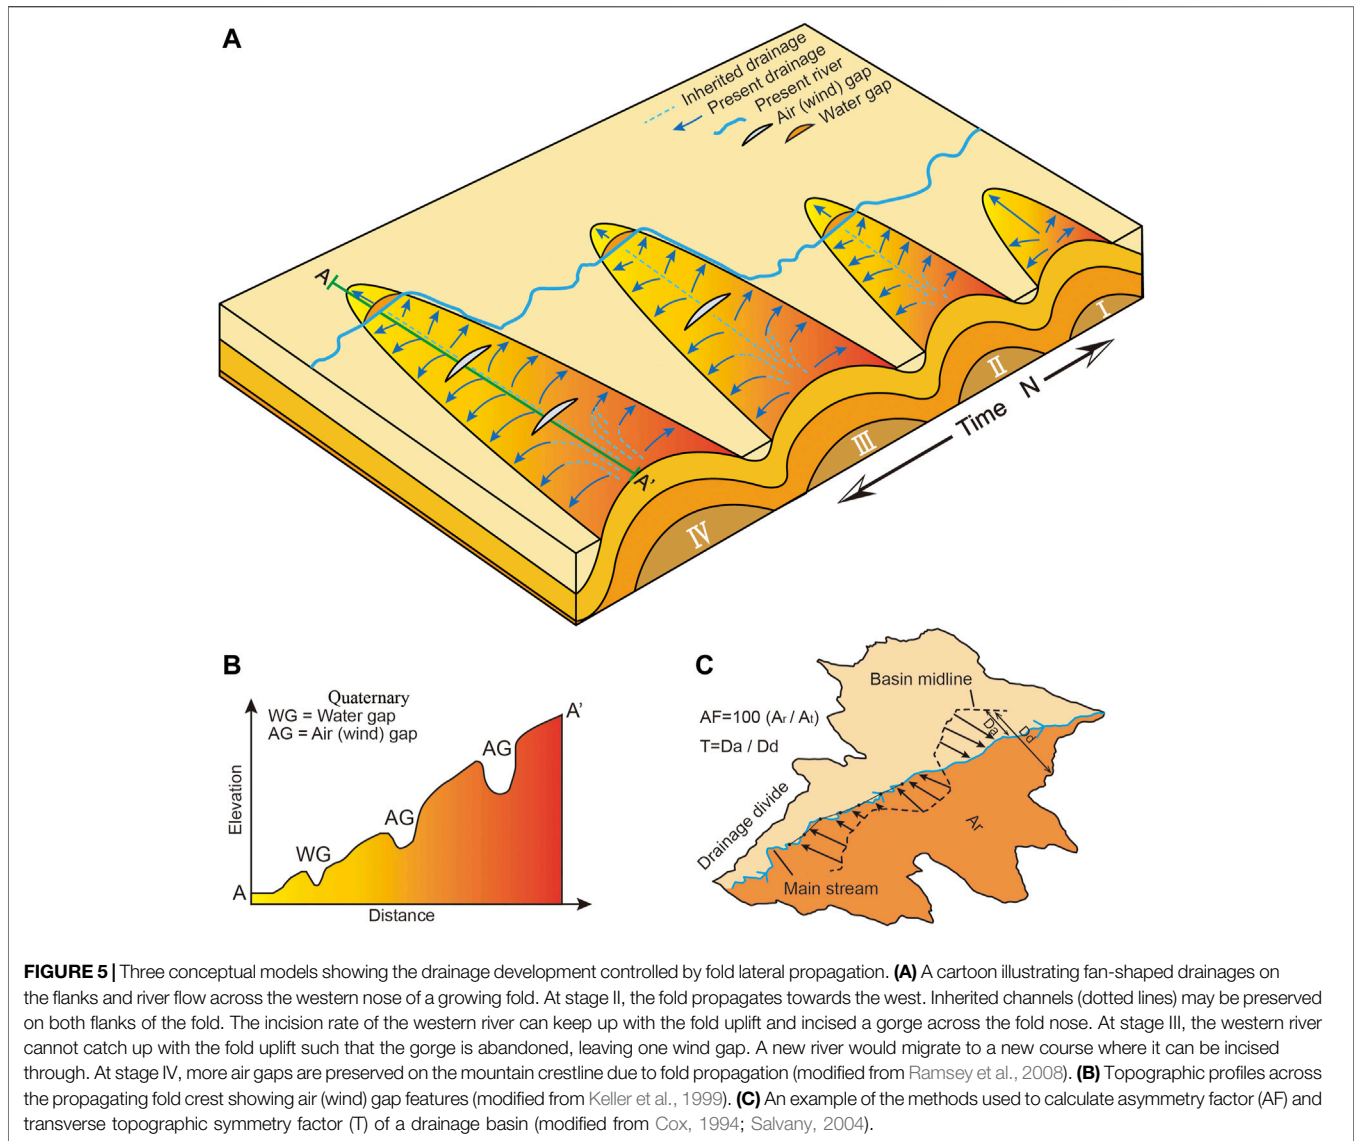 A
Inherited drainage
Present drainage
Present river
Air (wind) gap
Water gap
A
A'
I
II
III
IV
Time N
B
Quaternary
WG = Water gap
AG = Air (wind) gap
A'
AG
AG
WG
Elevation
A
Distance
C
Basin midline
AF=100 (Ar / At)
T=Da / Dd
Da
Dd
Drainage divide
Ar
Main stream
FIGURE 5 | Three conceptual models showing the drainage development controlled by fold lateral propagation. (A) A cartoon illustrating fan-shaped drainages on
the flanks and river flow across the western nose of a growing fold. At stage II, the fold propagates towards the west. Inherited channels (dotted lines) may be preserved
on both flanks of the fold. The incision rate of the western river can keep up with the fold uplift and incised a gorge across the fold nose. At stage III, the western river
cannot catch up with the fold uplift such that the gorge is abandoned, leaving one wind gap. A new river would migrate to a new course where it can be incised
through. At stage IV, more air gaps are preserved on the mountain crestline due to fold propagation (modified from Ramsey et al., 2008). (B) Topographic profiles across
the propagating fold crest showing air (wind) gap features (modified from Keller et al., 1999). (C) An example of the methods used to calculate asymmetry factor (AF) and
transverse topographic symmetry factor (T) of a drainage basin (modified from Cox, 1994; Salvany, 2004).